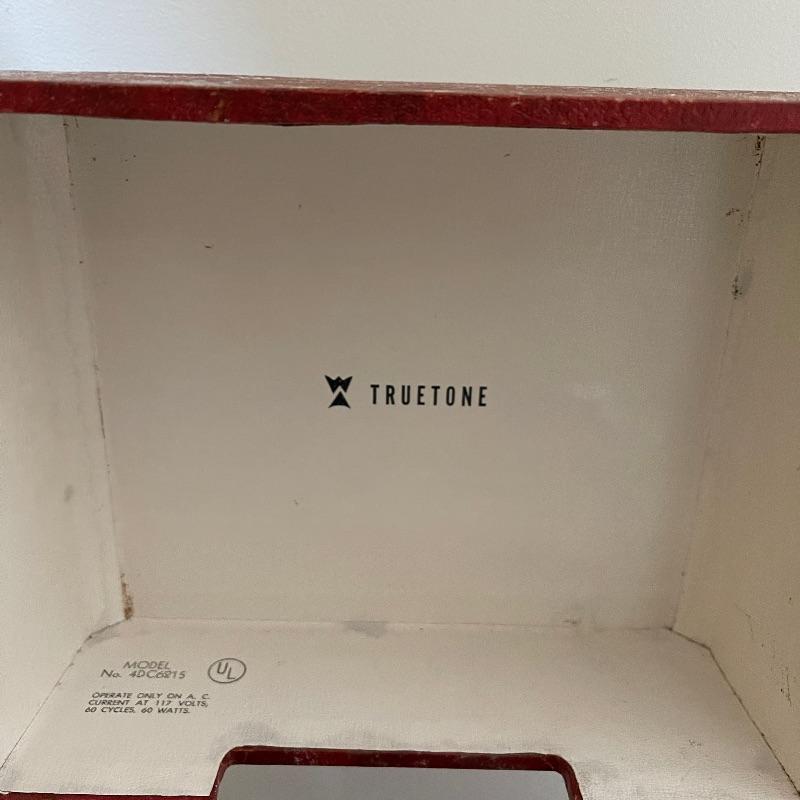 TRUETONE
MODEL
No. 4DC6815
UL
OPERATE ONLY ON A. C.
CURRENT AT 117 VOLTS,
60 CYCLES, 60 WATTS.